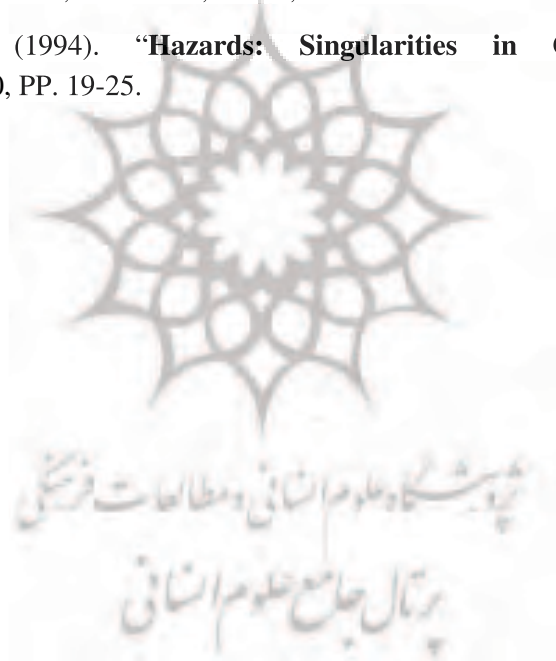 (1994). “Hazards: Singularities in
, PP. 19-25.
پژوهشگاه علوم انسانی و مطالعات فرهنگی
پرتال جامع علوم انسانی